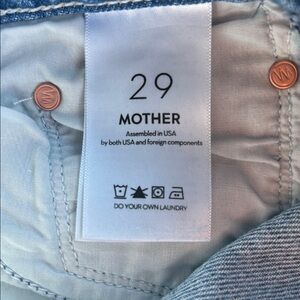 29
MOTHER
Assembled in USA
by both USA and foreign components
DO YOUR OWN LAUNDRY